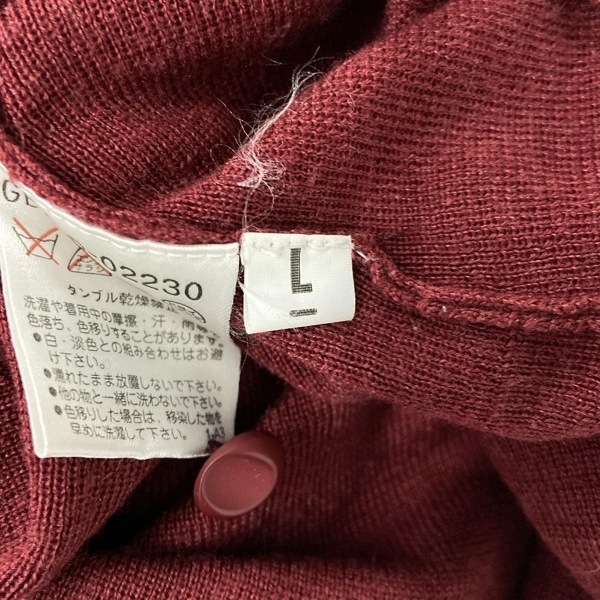 GE
02230
L
タンブル乾燥禁止
洗濯や着用中の摩擦・汗・雨等
色落ち、色移りすることがあります。
●白・淡色との組み合わせはお避
け下さい。
●濡れたまま放置しないで下さい。
●他の物と一緒に洗わないで下さい。
●色移りした場合は、移染した物を
早めに洗濯して下さい。